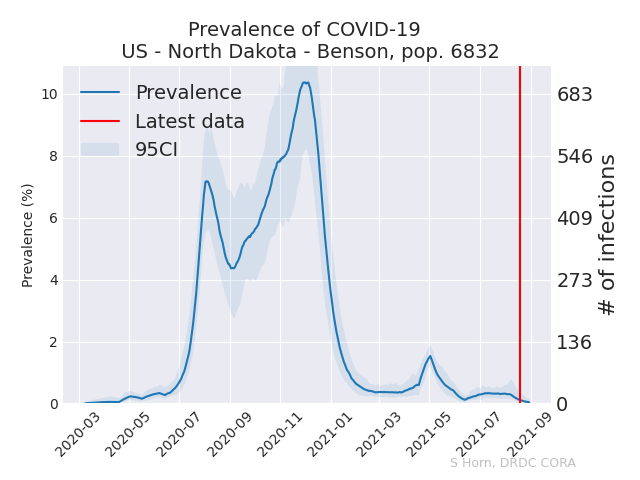 Prevalence of COVID-19
US - North Dakota - Benson, pop. 6832
Prevalence
Latest data
95CI
Prevalence (%)
10
8
6
4
2
0
683
546
409
273
136
0
# of infections
2020-03
2020-05
2020-07
2020-09
2020-11
2021-01
2021-03
2021-05
2021-07
2021-09
S Horn, DRDC CORA